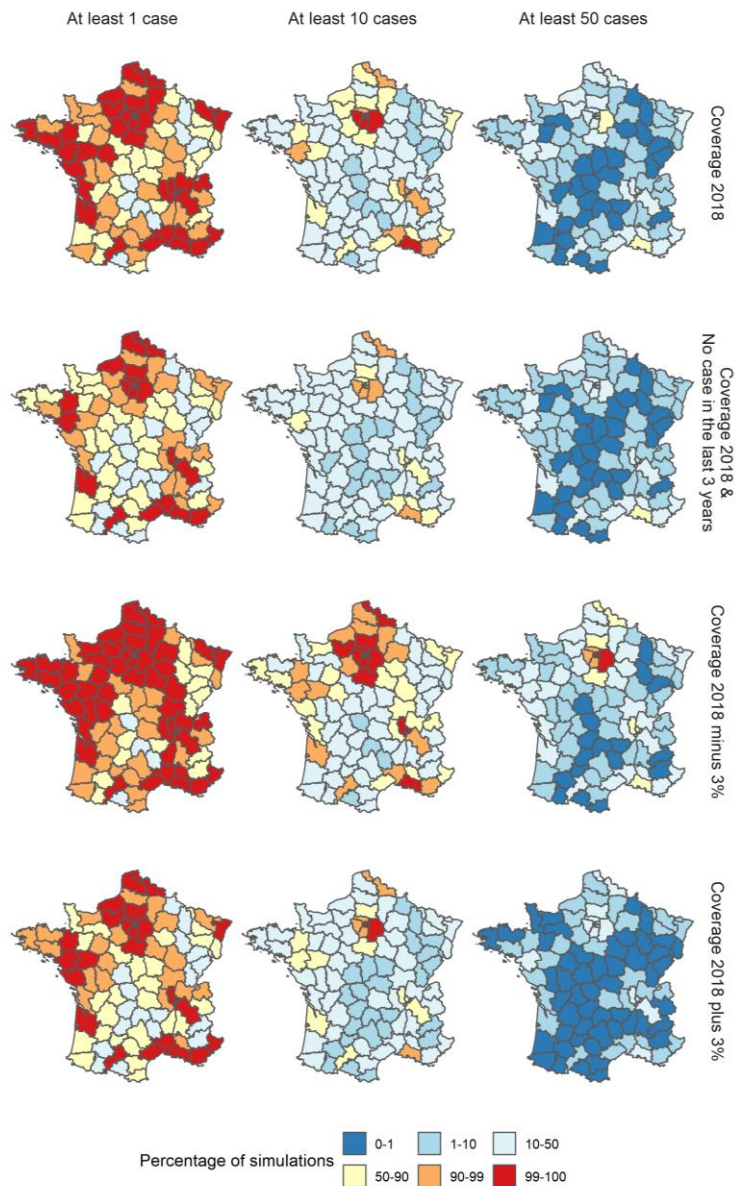 At least 1 case
At least 10 cases
At least 50 cases
Coverage 2018
Coverage 2018 &
No case in the last 3 years
Coverage 2018 minus 3%
Coverage 2018 plus 3%
Percentage of simulations
0-1
1-10
10-50
50-90
90-99
99-100